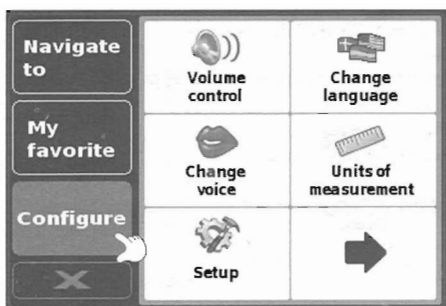 Navigate
to
My
favorite
Configure
Volume
control
Change
language
Change
voice
Units of
measurement
Setup